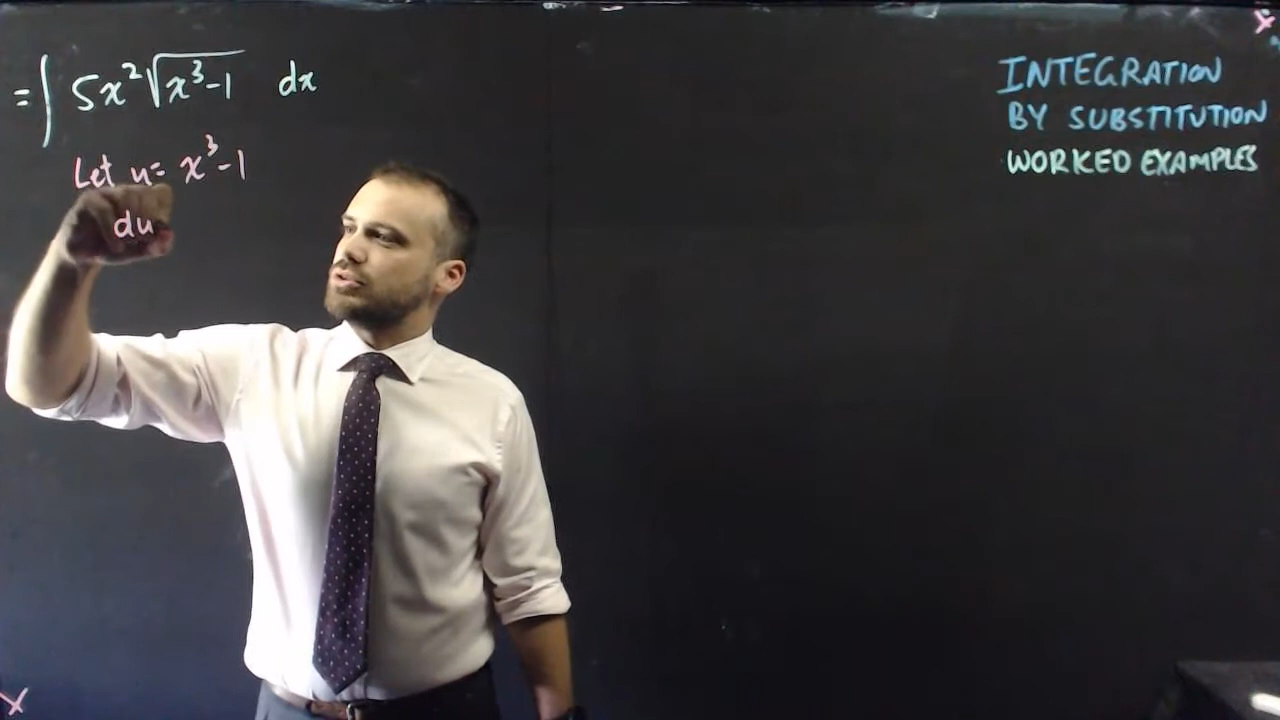 = ∫ 5x²√(x³-1) dx
Let u = x³-1
du
INTEGRATION
BY SUBSTITUTION
WORKED EXAMPLES